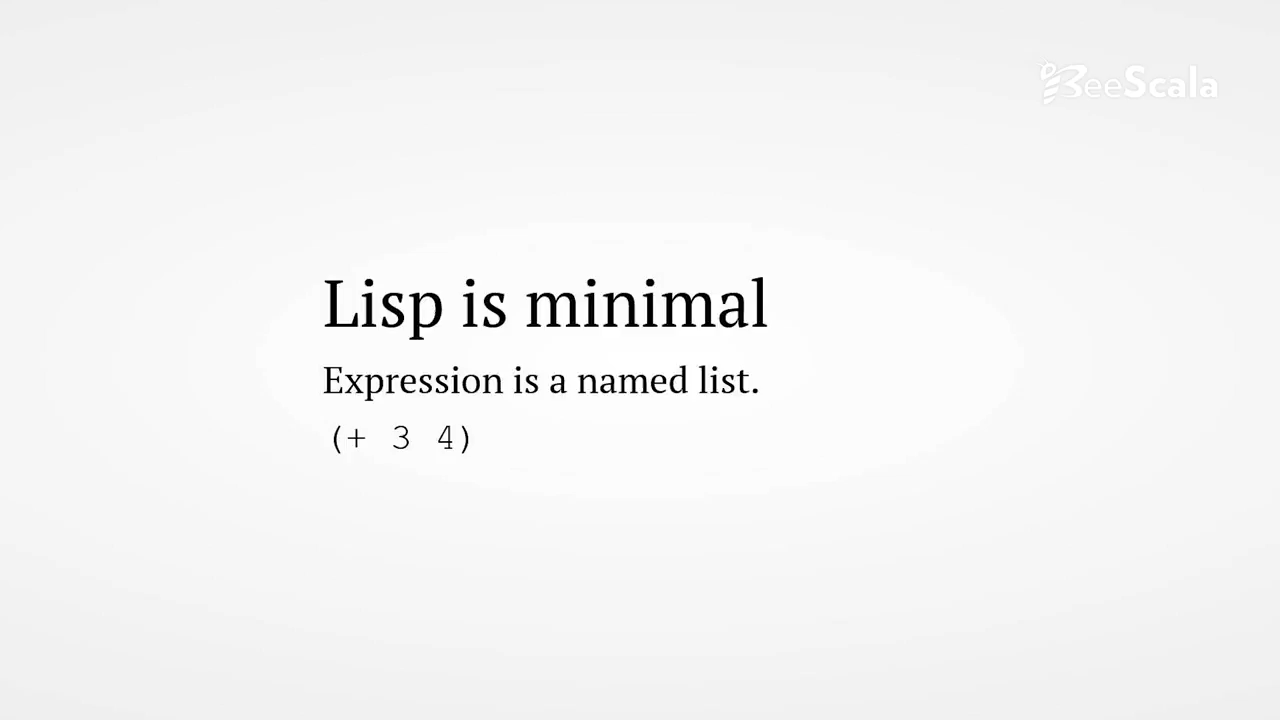 BeeScala
Lisp is minimal
Expression is a named list.
(+ 3 4)